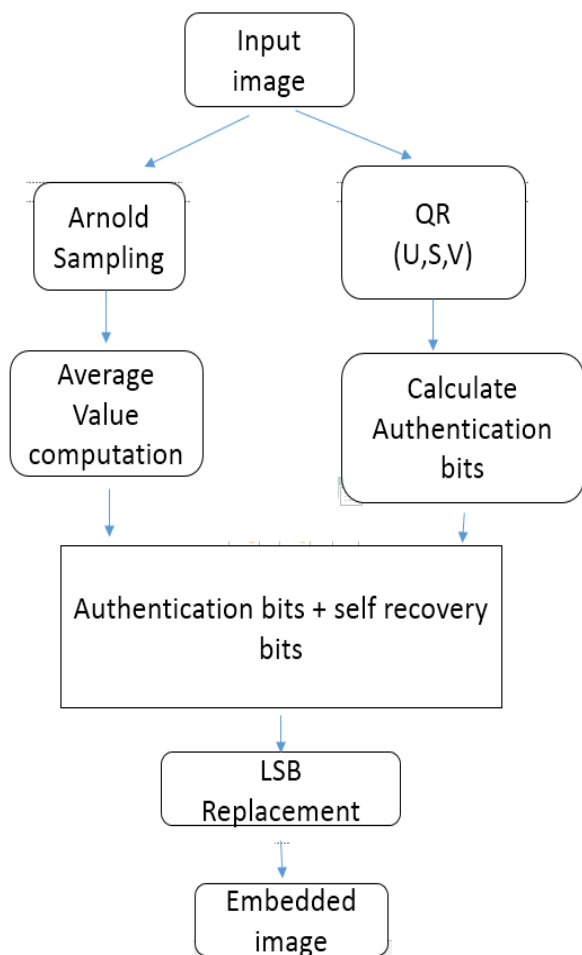 Input
image
Arnold
Sampling
QR
(U,S,V)
Average
Value
computation
Calculate
Authentication
bits
Authentication bits + self recovery
bits
LSB
Replacement
Embedded
image